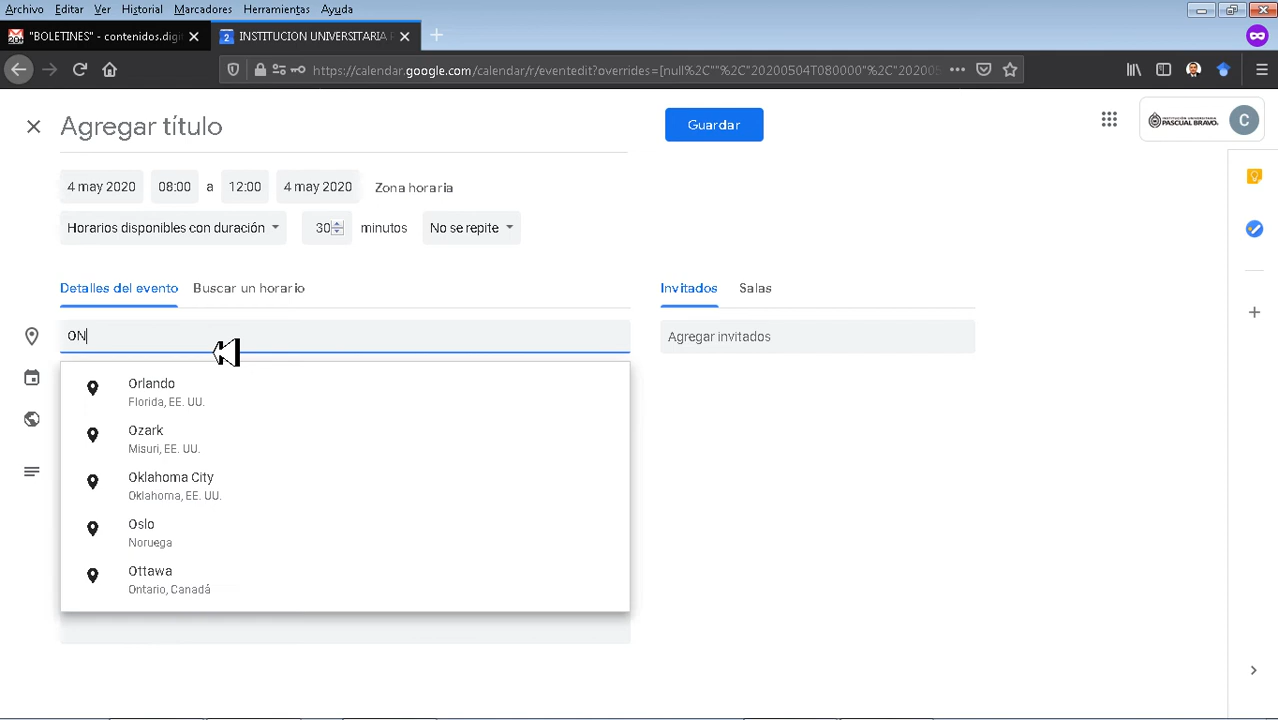 Archivo Editar Ver Historial Marcadores Herramientas Ayuda
"BOLETINES" - contenidos.digi
INSTITUCION UNIVERSITARIA P
https://calendar.google.com/calendar/r/eventedit?overrides=[null%2C""%2C"20200504T080000"%2C"20200
Agregar título
Guardar
INSTITUCIÓN UNIVERSITARIA
PASCUAL BRAVO
C
4 may 2020 08:00 a 12:00 4 may 2020 Zona horaria
Horarios disponibles con duración 30 minutos No se repite
Detalles del evento Buscar un horario
Invitados Salas
ON
Agregar invitados
Orlando
Florida, EE. UU.
Ozark
Misuri, EE. UU.
Oklahoma City
Oklahoma, EE. UU.
Oslo
Noruega
Ottawa
Ontario, Canadá